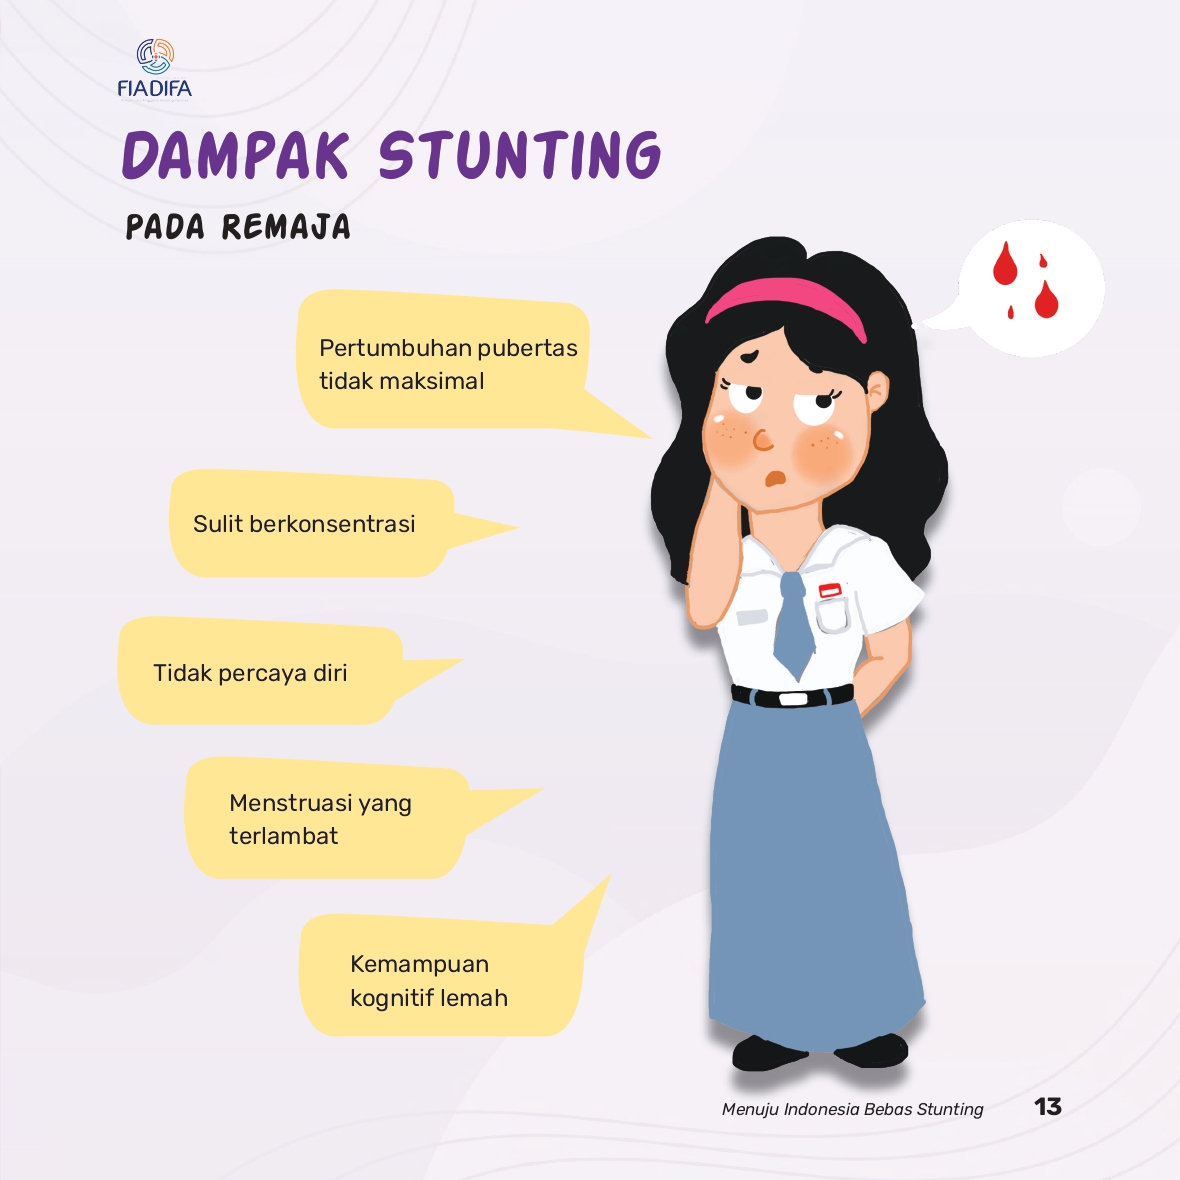 FIADIFA
DAMPAK STUNTING
PADA REMAJA
Pertumbuhan pubertas
tidak maksimal
Sulit berkonsentrasi
Tidak percaya diri
Menstruasi yang
terlambat
Kemampuan
kognitif lemah
Menuju Indonesia Bebas Stunting 13